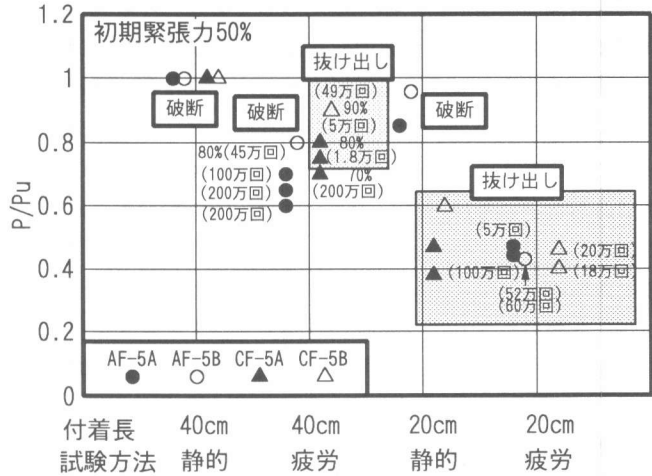 1.2
初期緊張力50%
抜け出し
1
(49万回)
破断
破断
90%
破断
(5万回)
0.8
80%(45万回)
80%
(1.8万回)
(100万回)
70%
抜け出し
(200万回)
(200万回)
(200万回)
0.6
P/Pu
(5万回)
0.4
(20万回)
(100万回)
(18万回)
(52万回)
(60万回)
0.2
AF-5A AF-5B CF-5A CF-5B
0
付着長 40cm 40cm 20cm 20cm
試験方法 静的 疲労 静的 疲労